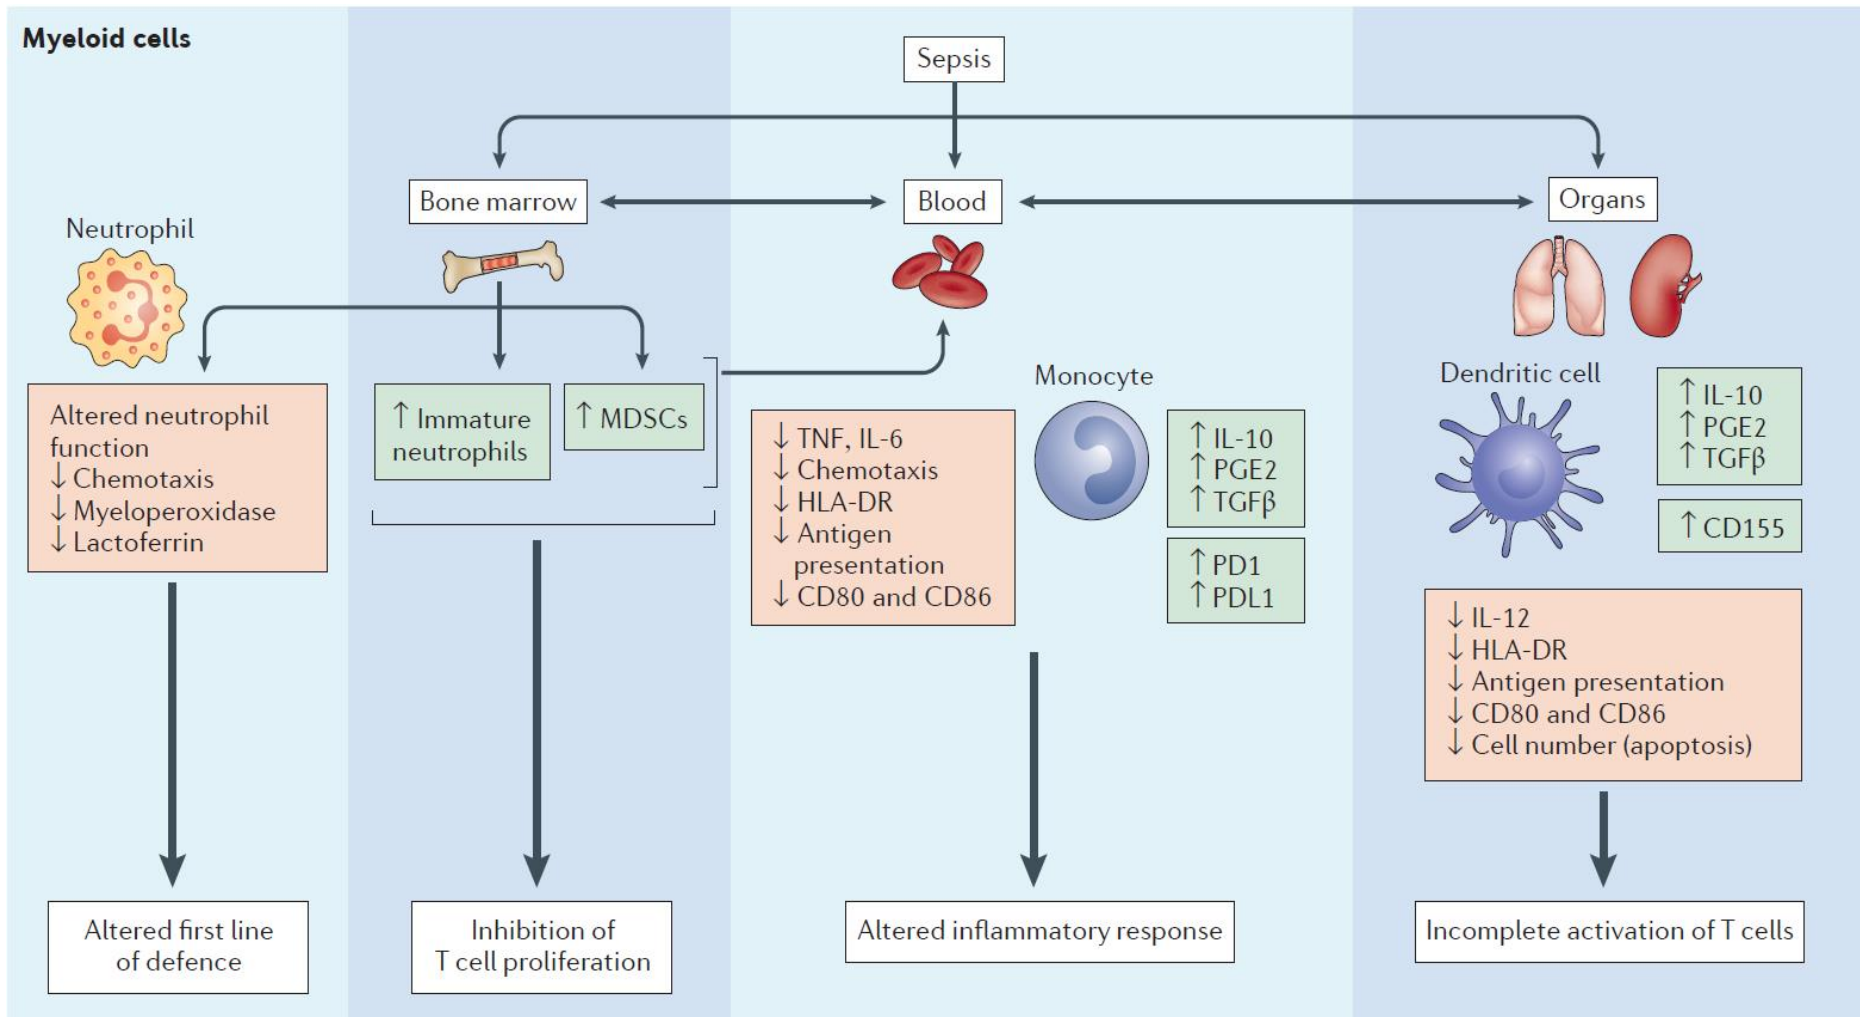 Myeloid cells
Sepsis
Bone marrow
Blood
Organs
Neutrophil
Altered neutrophil
function
↓ Chemotaxis
↓ Myeloperoxidase
↓ Lactoferrin
↑ Immature
neutrophils
↑ MDSCs
↓ TNF, IL-6
↓ Chemotaxis
↓ HLA-DR
↓ Antigen
presentation
↓ CD80 and CD86
Monocyte
↑ IL-10
↑ PGE2
↑ TGFβ
↑ PD1
↑ PDL1
Dendritic cell
↑ IL-10
↑ PGE2
↑ TGFβ
↑ CD155
↓ IL-12
↓ HLA-DR
↓ Antigen presentation
↓ CD80 and CD86
↓ Cell number (apoptosis)
Altered first line
of defence
Inhibition of
T cell proliferation
Altered inflammatory response
Incomplete activation of T cells